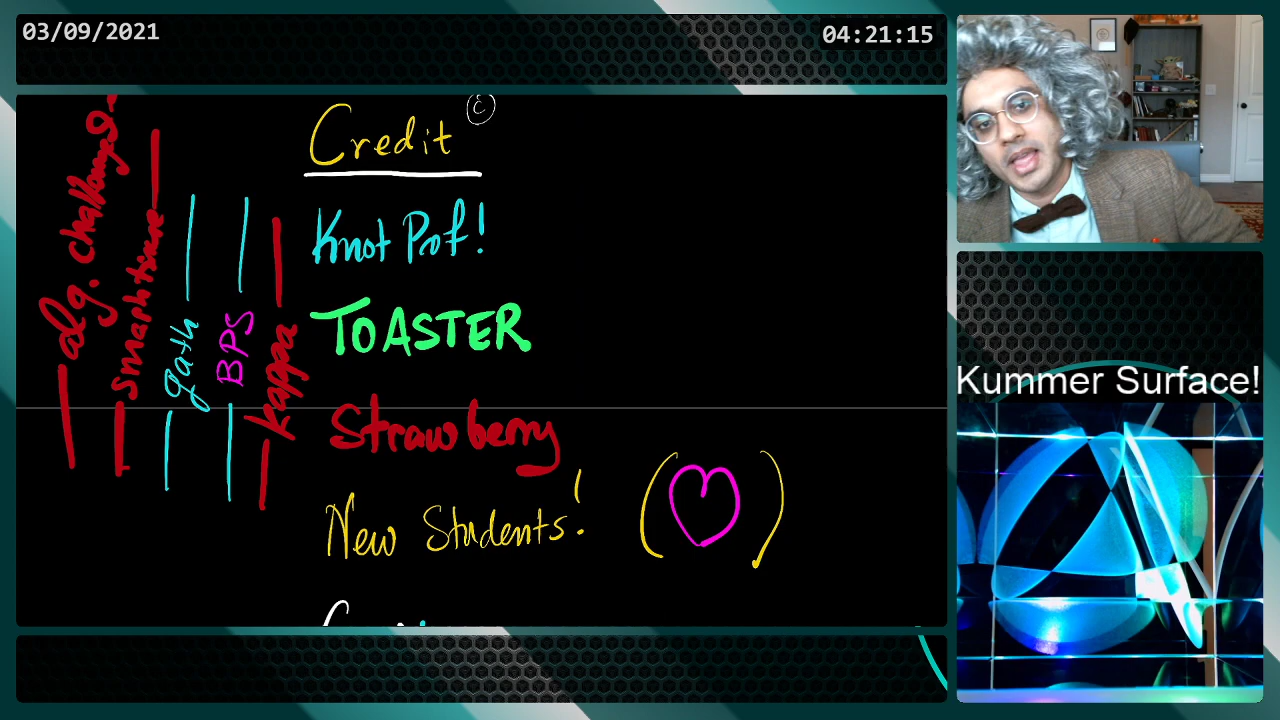 03/09/2021
04:21:15
Credit
(c)
Knot Prof!
TOASTER
Strawberry
New Students!
( ♡ )
alg. challenge
smaphtsare
gath
BPS
kappa
Kummer Surface!